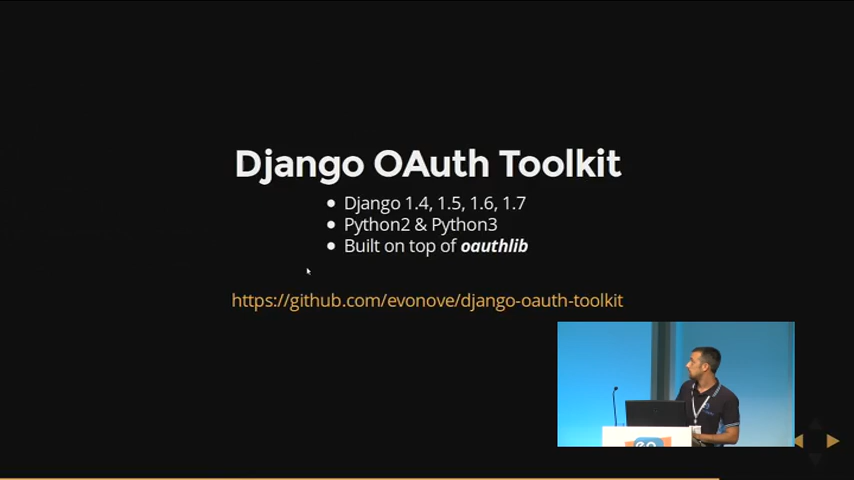 Django OAuth Toolkit
Django 1.4, 1.5, 1.6, 1.7
Python2 & Python3
Built on top of oauthlib
https://github.com/evonove/django-oauth-toolkit